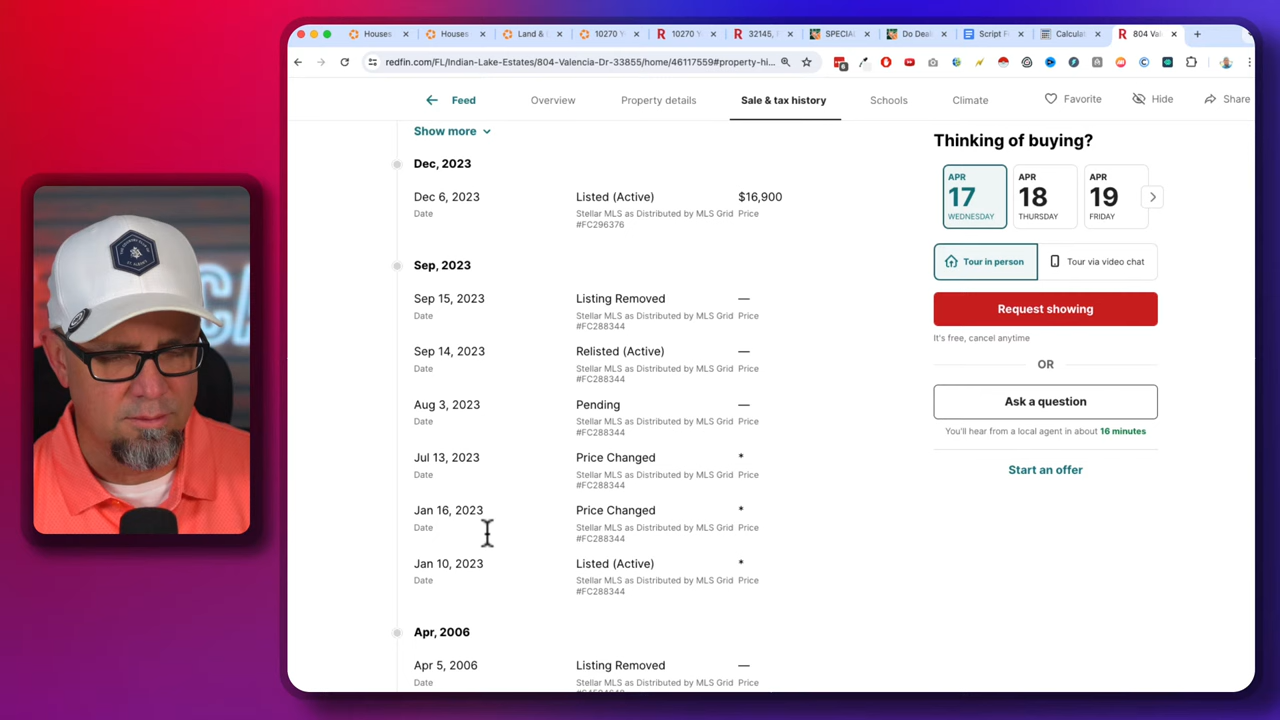 Houses
Houses
Land &
10270 Y
10270 Y
32145,
SPECIAL
Do Deal
Script F
Calcula
804 Val
redfin.com/FL/Indian-Lake-Estates/804-Valencia-Dr-33855/home/46117559#property-hi...
Feed
Overview
Property details
Sale & tax history
Schools
Climate
Favorite
Hide
Share
Show more
Dec, 2023
Dec 6, 2023 Listed (Active) $16,900
Date Stellar MLS as Distributed by MLS Grid Price
#FC296376
Sep, 2023
Sep 15, 2023 Listing Removed —
Date Stellar MLS as Distributed by MLS Grid Price
#FC288344
Sep 14, 2023 Relisted (Active) —
Date Stellar MLS as Distributed by MLS Grid Price
#FC288344
Aug 3, 2023 Pending —
Date Stellar MLS as Distributed by MLS Grid Price
#FC288344
Jul 13, 2023 Price Changed *
Date Stellar MLS as Distributed by MLS Grid Price
#FC288344
Jan 16, 2023 Price Changed *
Date Stellar MLS as Distributed by MLS Grid Price
#FC288344
Jan 10, 2023 Listed (Active) *
Date Stellar MLS as Distributed by MLS Grid Price
#FC288344
Apr, 2006
Apr 5, 2006 Listing Removed —
Date Stellar MLS as Distributed by MLS Grid Price
Thinking of buying?
APR APR APR
17 18 19
WEDNESDAY THURSDAY FRIDAY
Tour in person
Tour via video chat
Request showing
It's free, cancel anytime
OR
Ask a question
You'll hear from a local agent in about 16 minutes
Start an offer